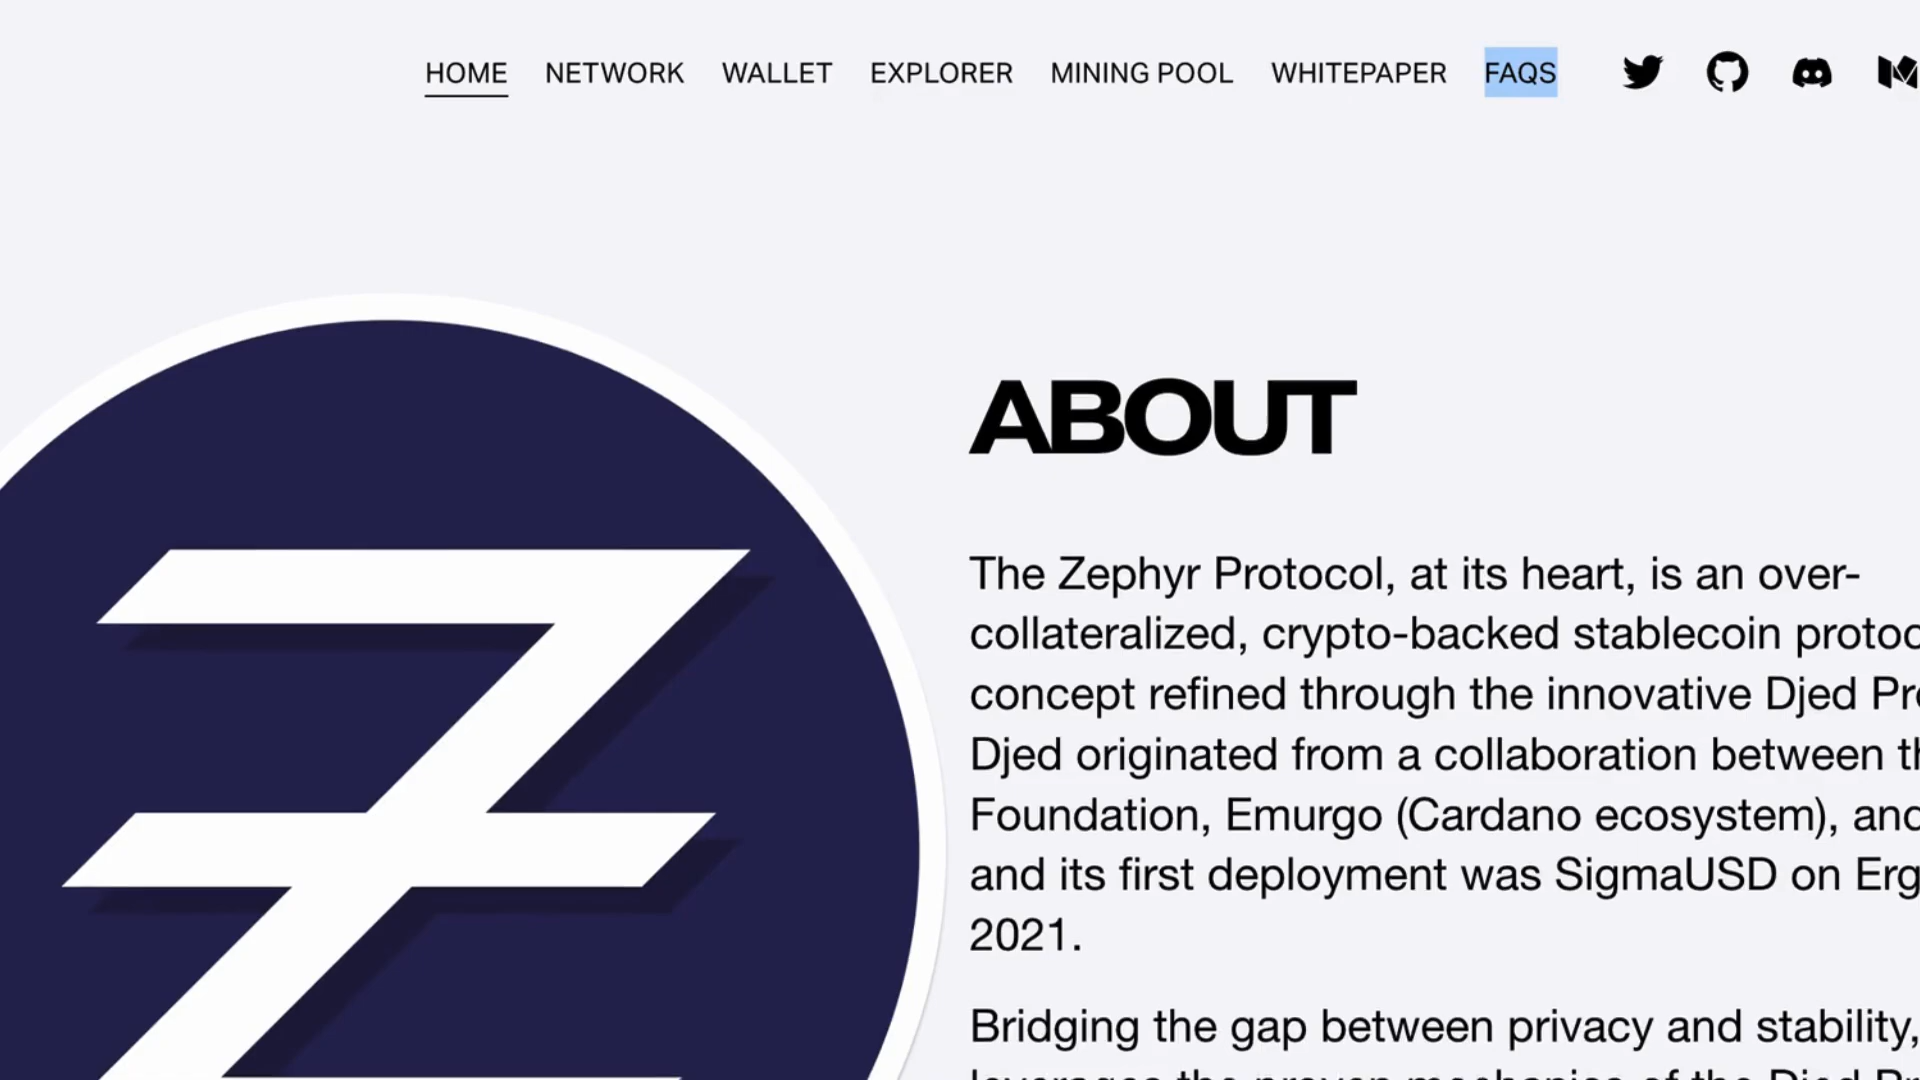 HOME NETWORK WALLET EXPLORER MINING POOL WHITEPAPER FAQS
ABOUT
The Zephyr Protocol, at its heart, is an over-
collateralized, crypto-backed stablecoin
concept refined through the innovative Djed
Djed originated from a collaboration between
Foundation, Emurgo (Cardano ecosystem), and
and its first deployment was SigmaUSD on
2021.
Bridging the gap between privacy and stability,